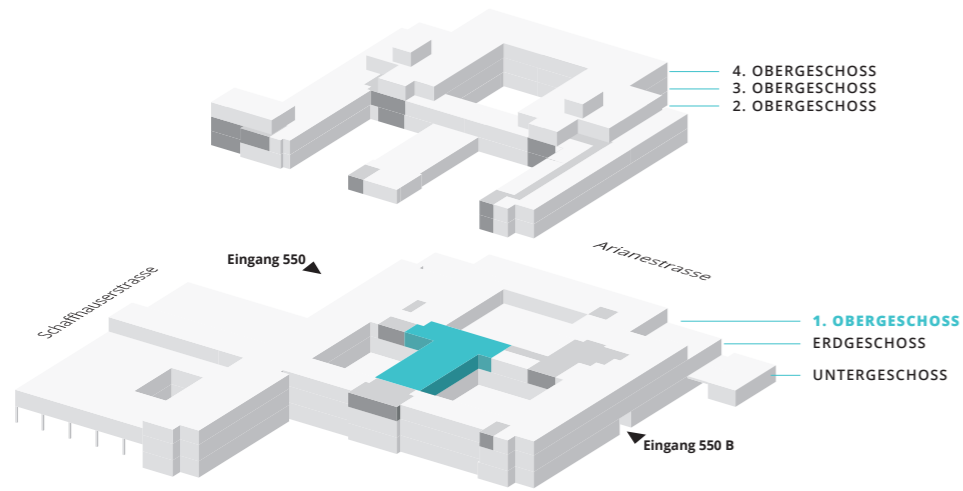 4. OBERGESCHOSS
3. OBERGESCHOSS
2. OBERGESCHOSS
Eingang 550
Arianestrasse
Schaffhauserstrasse
1. OBERGESCHOSS
ERDGESCHOSS
UNTERGESCHOSS
Eingang 550 B